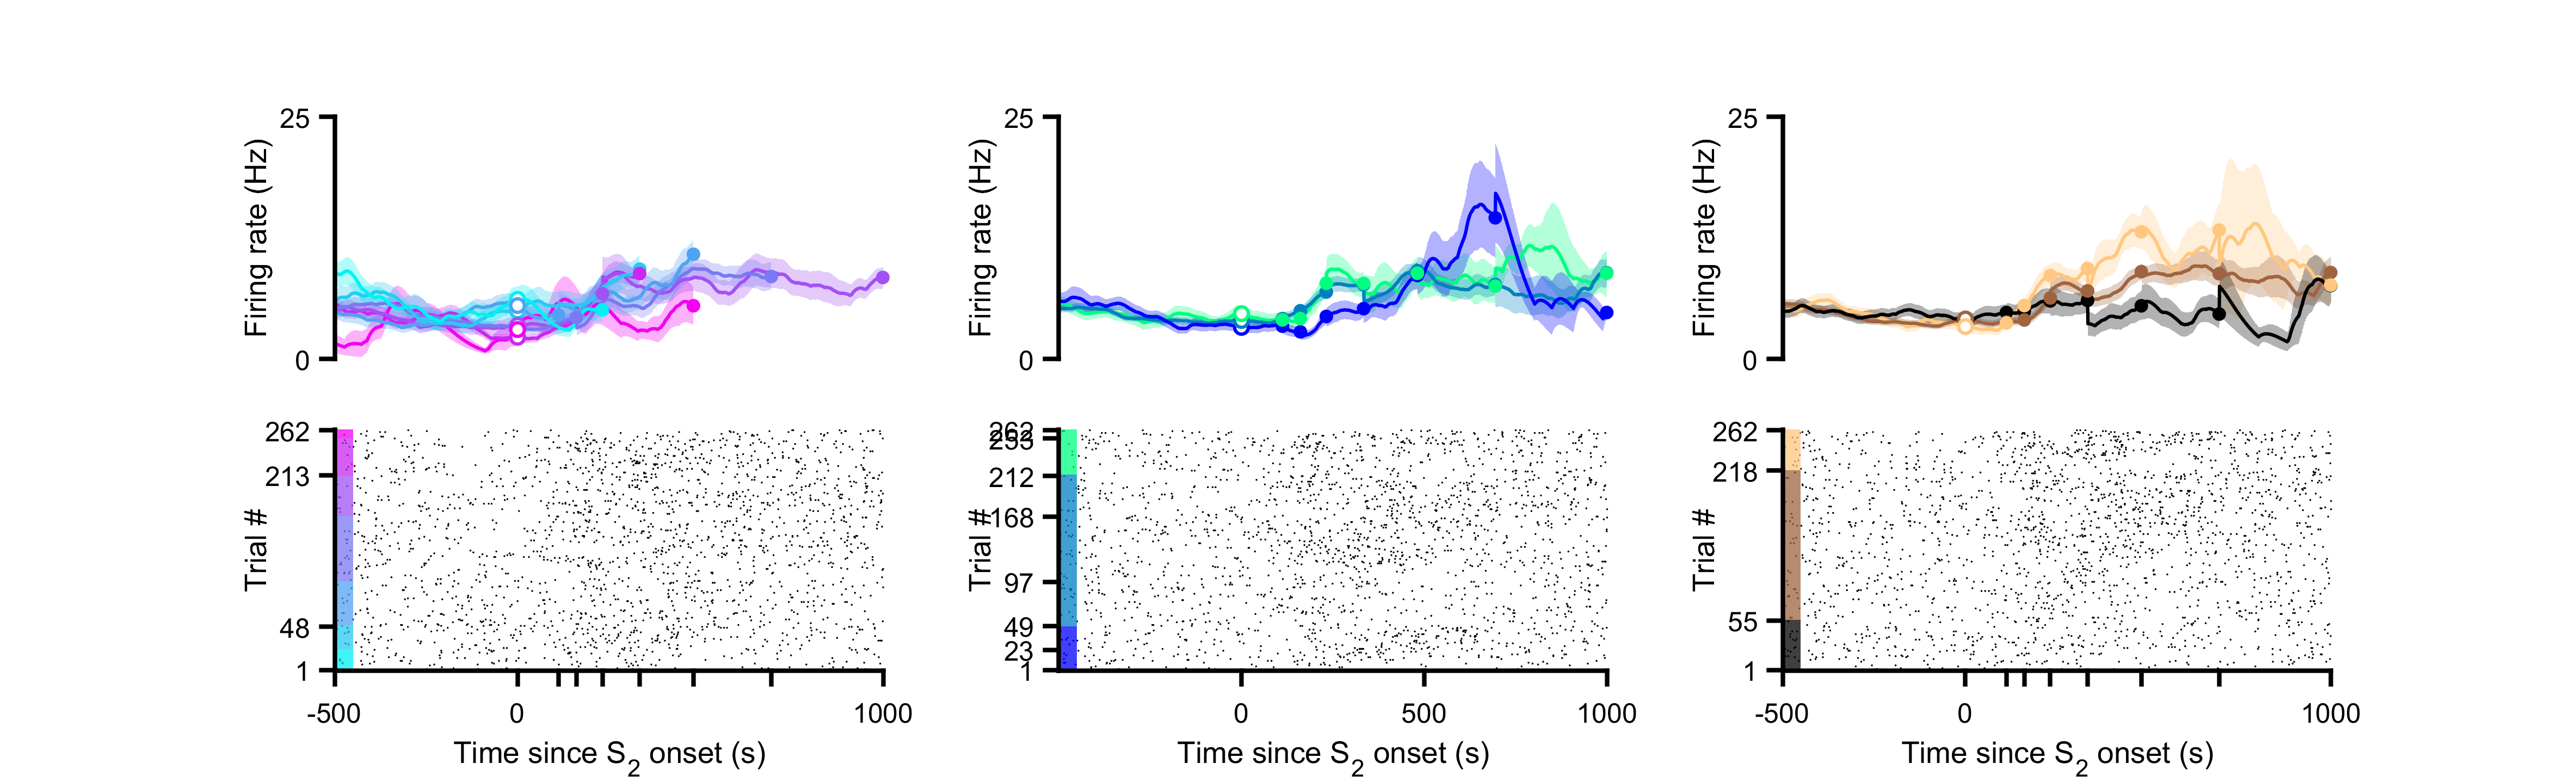 25
Firing rate (Hz)
0
262
213
Trial #
48
1
-500 0 1000
Time since S2 onset (s)
25
Firing rate (Hz)
0
262
253
212
168
Trial #
97
49
23
1
0 500 1000
Time since S2 onset (s)
25
Firing rate (Hz)
0
262
218
Trial #
55
1
-500 0 1000
Time since S2 onset (s)